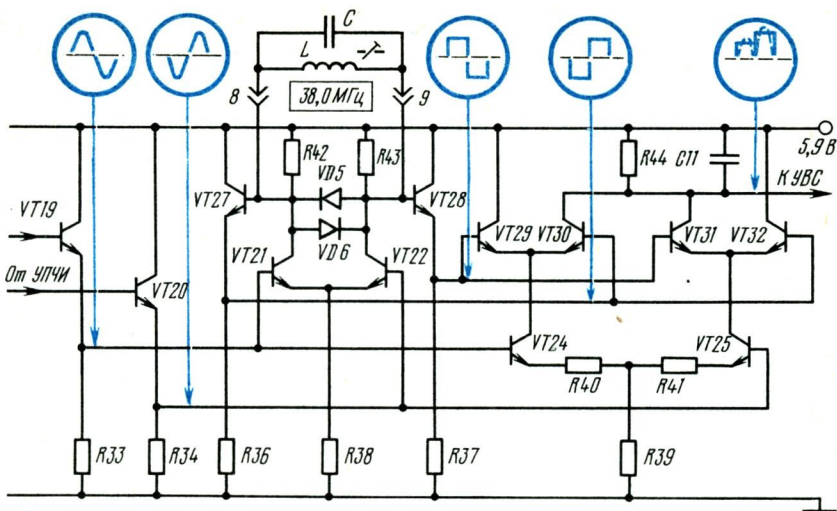 C
L
8
38,0 МГц
9
R42
R43
VD5
VD6
R44
C11
5,9 В
К УВС
VT19
VT27
VT28
VT29
VT30
VT31
VT32
VT21
VT22
От УПЧИ
VT20
VT24
VT25
R40
R41
R33
R34
R36
R38
R37
R39